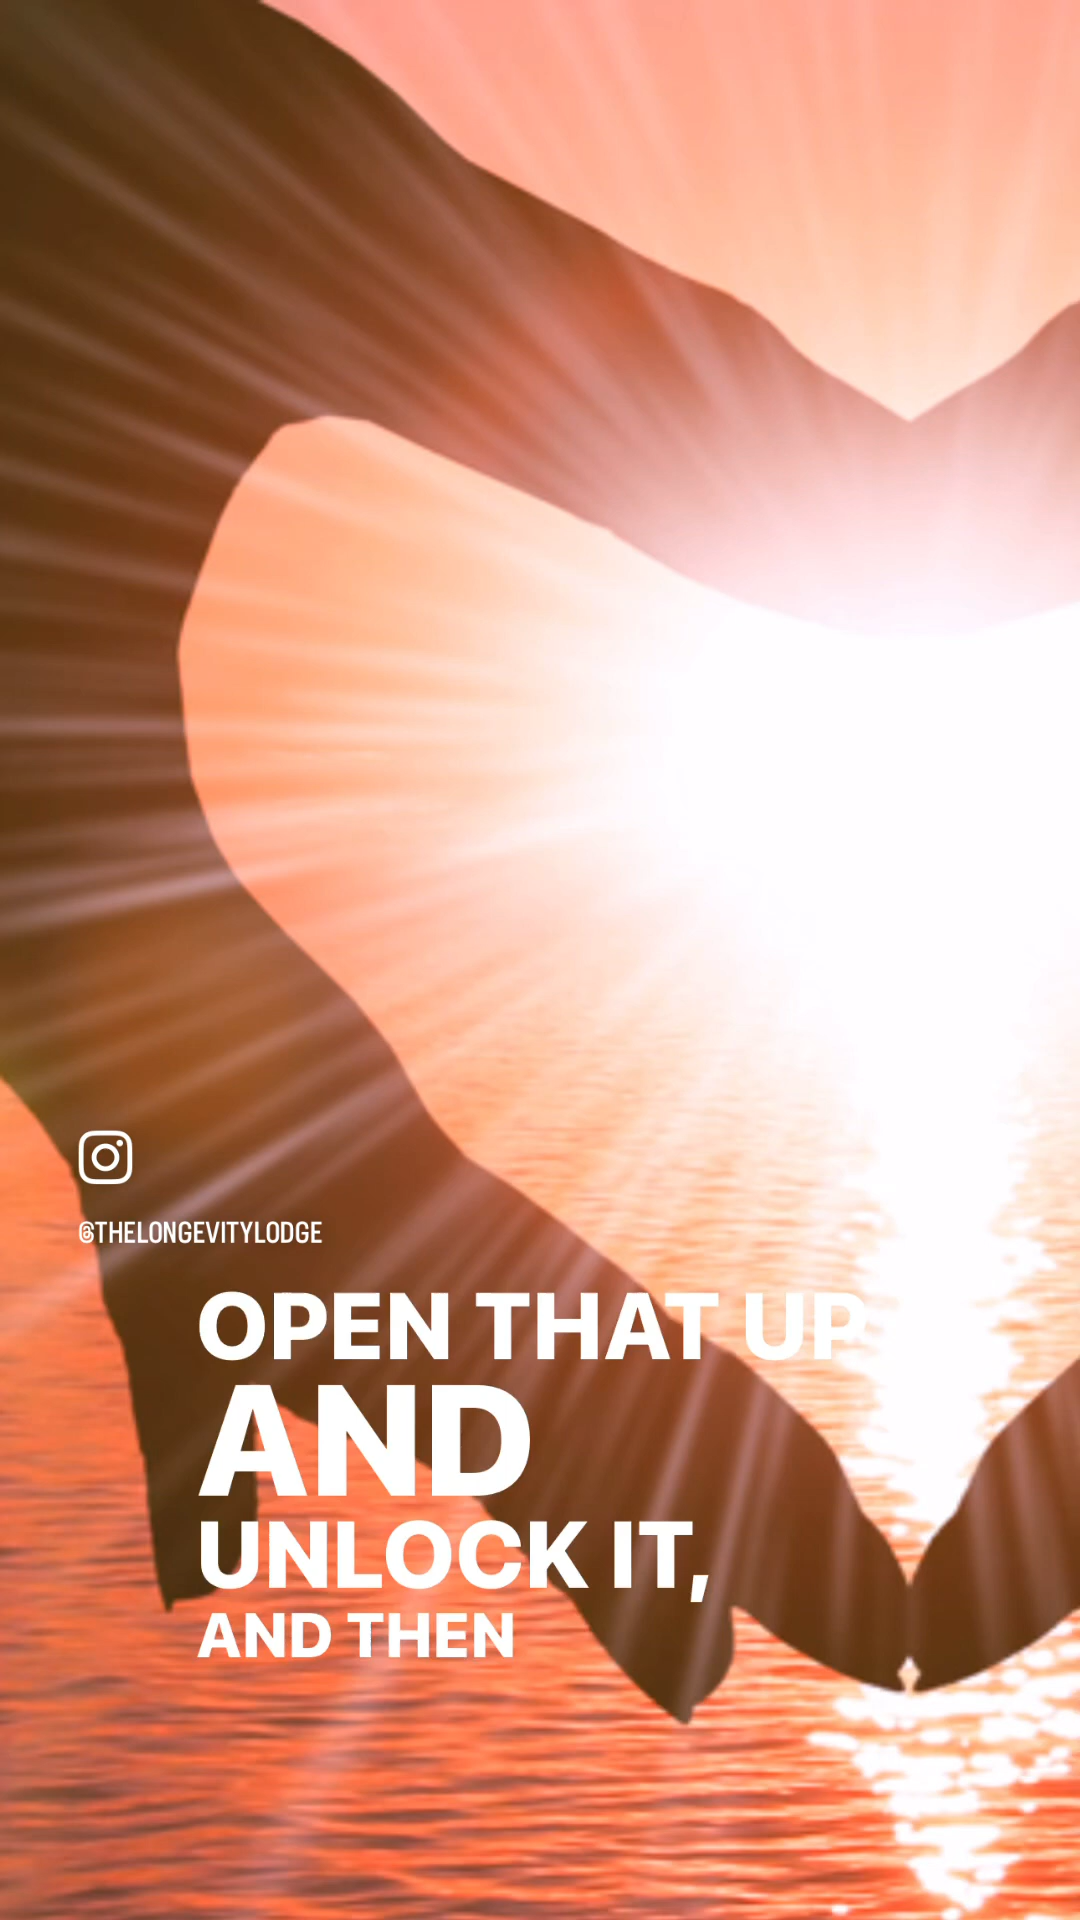 @THELONGEVITYLODGE
OPEN THAT UP
AND
UNLOCK IT,
AND THEN